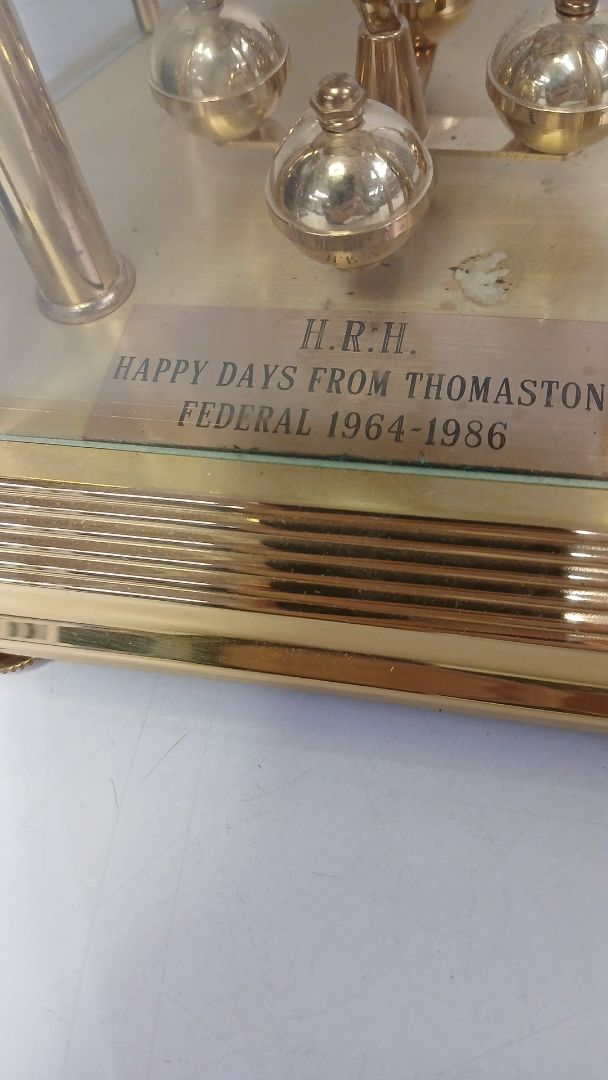 H.R.H.
HAPPY DAYS FROM THOMASTON
FEDERAL 1964-1986